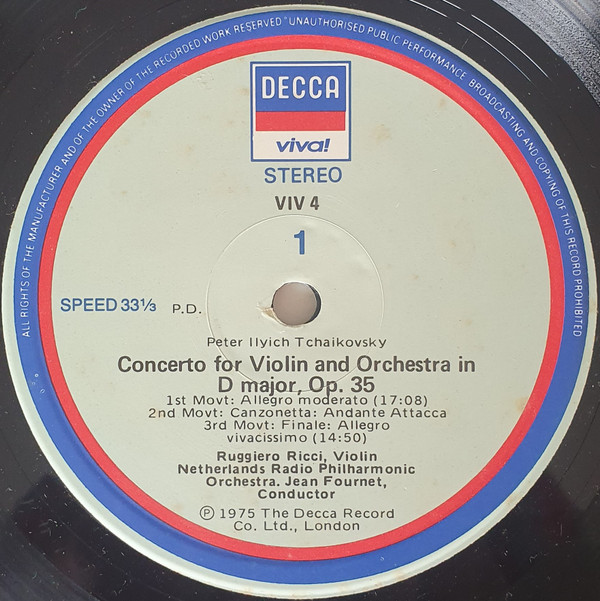 ALL RIGHTS OF THE MANUFACTURER AND OF THE OWNER OF THE RECORDED WORK RESERVED "UNAUTHORISED PUBLIC PERFORMANCE, BROADCASTING AND COPYING OF THIS RECORD PROHIBITED
DECCA
viva!
STEREO
VIV 4
1
SPEED 33⅓ P.D.
Peter Ilyich Tchaikovsky
Concerto for Violin and Orchestra in
D major, Op. 35
1st Movt: Allegro moderato (17:08)
2nd Movt: Canzonetta: Andante Attacca
3rd Movt: Finale: Allegro
vivacissimo (14:50)
Ruggiero Ricci, Violin
Netherlands Radio Philharmonic
Orchestra. Jean Fournet,
Conductor
Ⓟ 1975 The Decca Record
Co. Ltd., London